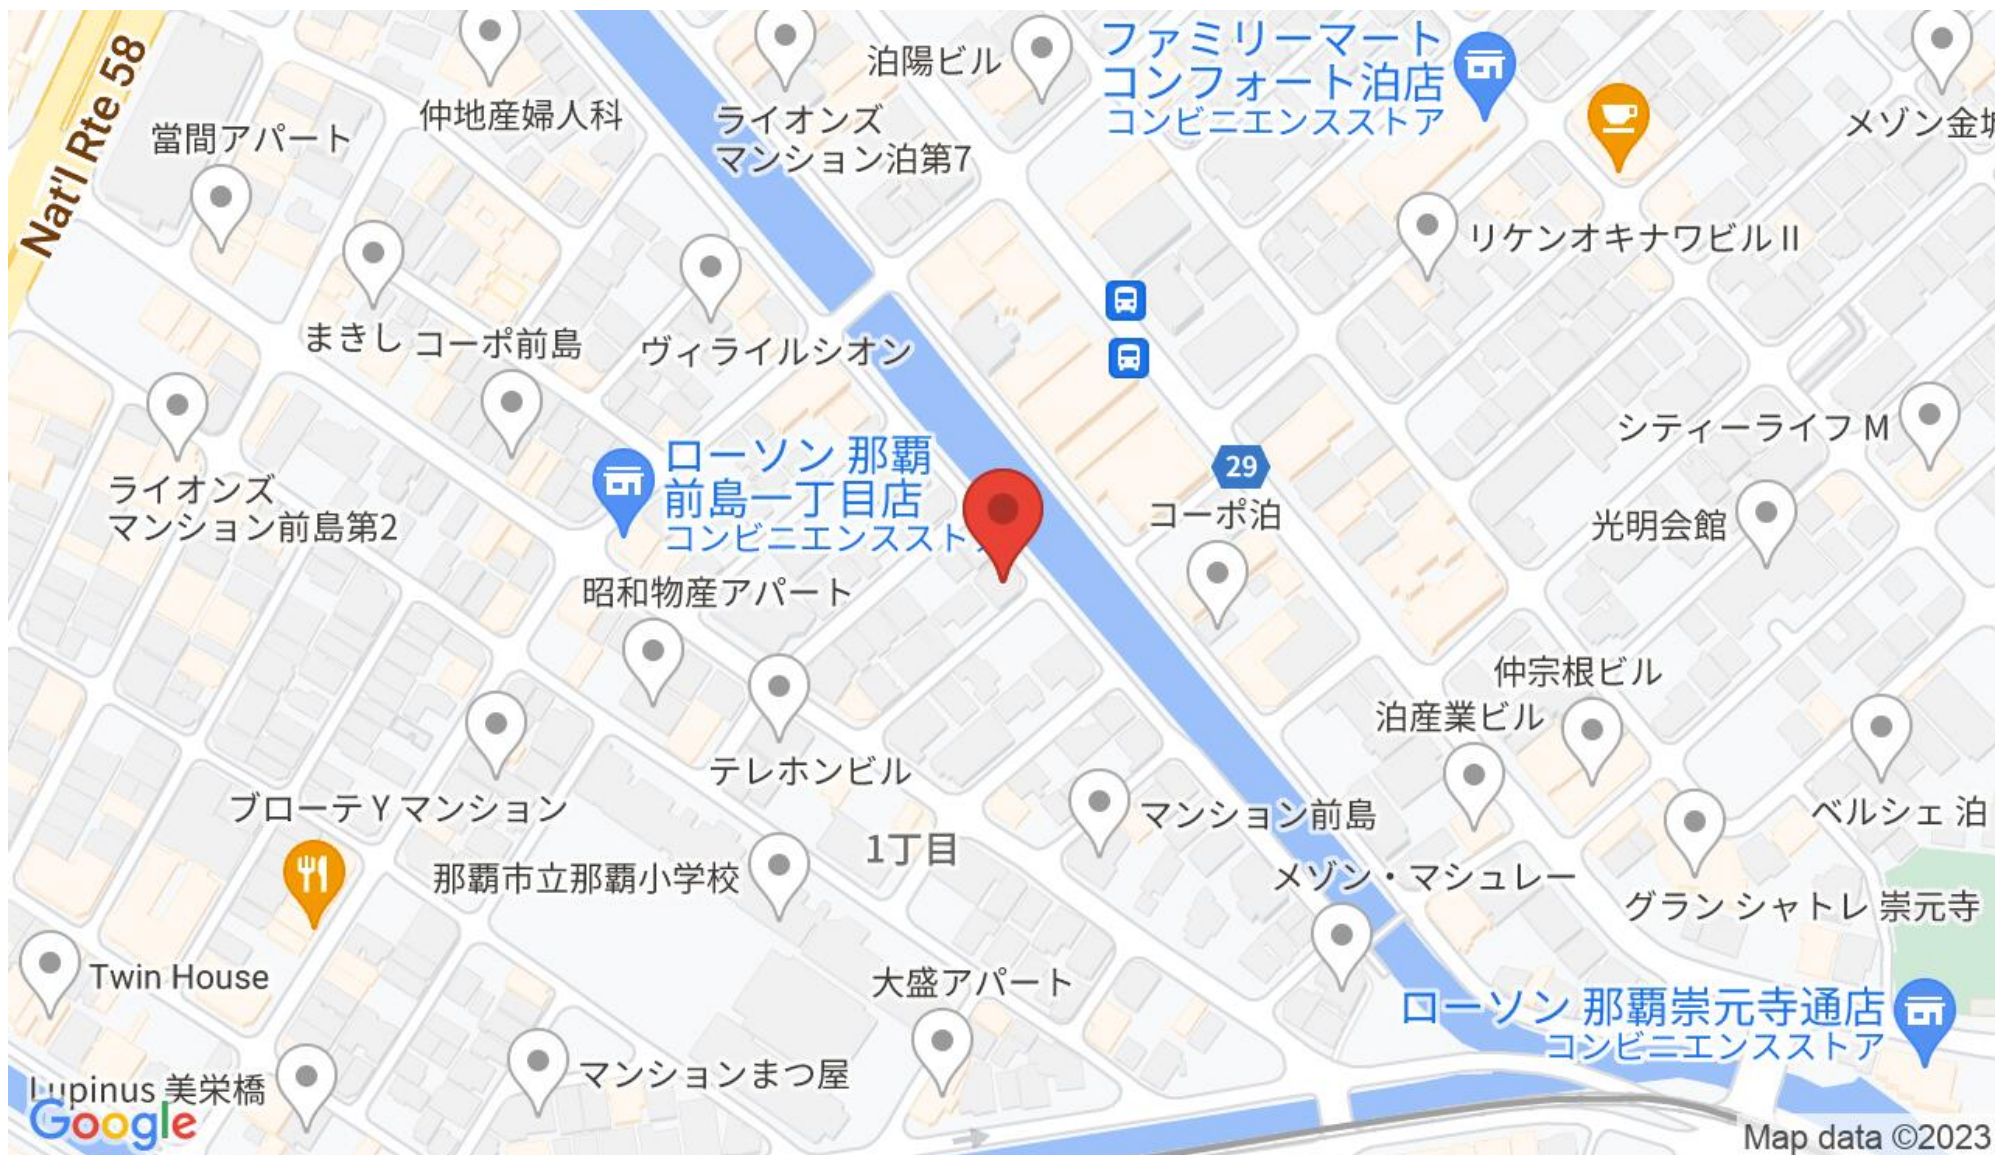 Nat'l Rte 58
仲地産婦人科
當間アパート
泊陽ビル
ライオンズ
マンション泊第7
ファミリーマート
コンフォート泊店
コンビニエンスストア
メゾン金城
リケンオキナワビルⅡ
まきし
コーポ前島
ヴィライルシオン
シティーライフ M
ローソン 那覇
前島一丁目店
コンビニエンスストア
29
コーポ泊
光明会館
ライオンズ
マンション前島第2
昭和物産アパート
仲宗根ビル
泊産業ビル
テレホンビル
ブローテ Y マンション
マンション前島
ベルシェ 泊
1丁目
那覇市立那覇小学校
メゾン・マシュレー
グラン シャトレ 崇元寺
Twin House
大盛アパート
ローソン 那覇崇元寺通店
コンビニエンスストア
マンションまつ屋
Lupinus 美栄橋
Google
Map data ©2023